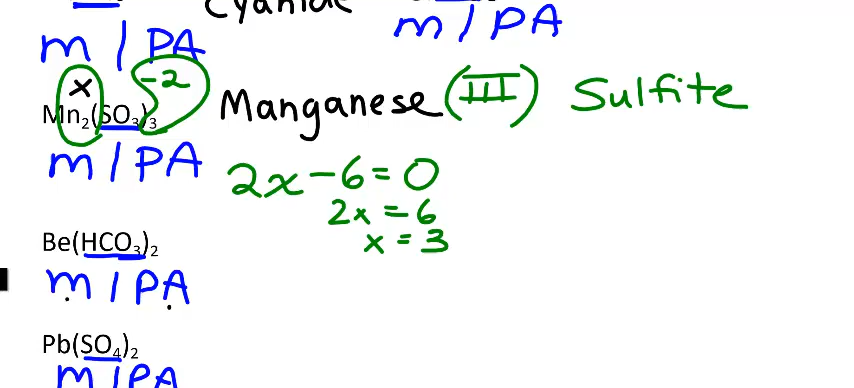 cyanide
m | PA m | PA
x -2
Mn₂(SO₃)₃ Manganese (III) Sulfite
m | PA 2x - 6 = 0
2x = 6
x = 3
Be(HCO₃)₂
m | PA
Pb(SO₄)₂
m | PA